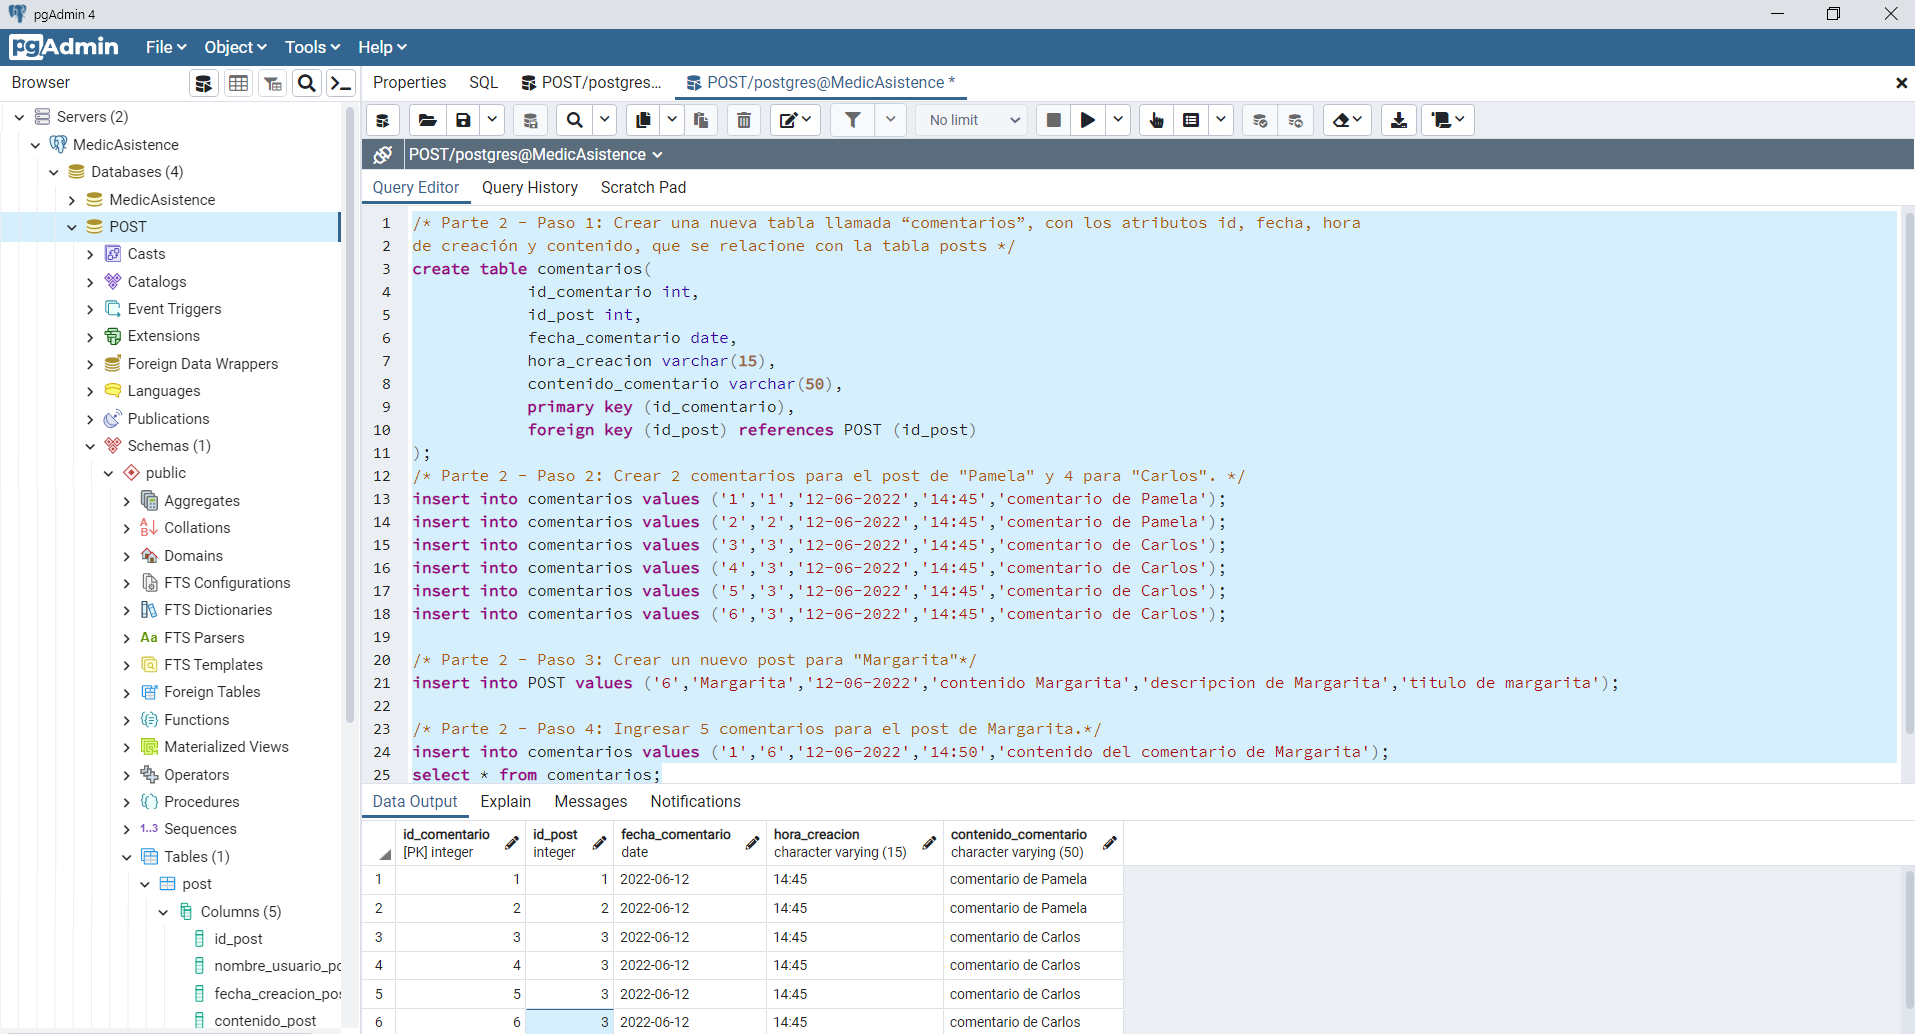 pgAdmin 4
pgAdmin File Object Tools Help
Browser
Properties SQL POST/postgres... POST/postgres@MedicAsistence *
No limit
POST/postgres@MedicAsistence
Query Editor Query History Scratch Pad
Servers (2)
MedicAsistence
Databases (4)
MedicAsistence
POST
Casts
Catalogs
Event Triggers
Extensions
Foreign Data Wrappers
Languages
Publications
Schemas (1)
public
Aggregates
Collations
Domains
FTS Configurations
FTS Dictionaries
Aa FTS Parsers
FTS Templates
Foreign Tables
Functions
Materialized Views
Operators
Procedures
1..3 Sequences
Tables (1)
post
Columns (5)
id_post
nombre_usuario_po
fecha_creacion_pos
contenido_post
1 /* Parte 2 - Paso 1: Crear una nueva tabla llamada “comentarios”, con los atributos id, fecha, hora
2 de creación y contenido, que se relacione con la tabla posts */
3 create table comentarios(
4 id_comentario int,
5 id_post int,
6 fecha_comentario date,
7 hora_creacion varchar(15),
8 contenido_comentario varchar(50),
9 primary key (id_comentario),
10 foreign key (id_post) references POST (id_post)
11 );
12 /* Parte 2 - Paso 2: Crear 2 comentarios para el post de "Pamela" y 4 para "Carlos". */
13 insert into comentarios values ('1','1','12-06-2022','14:45','comentario de Pamela');
14 insert into comentarios values ('2','2','12-06-2022','14:45','comentario de Pamela');
15 insert into comentarios values ('3','3','12-06-2022','14:45','comentario de Carlos');
16 insert into comentarios values ('4','3','12-06-2022','14:45','comentario de Carlos');
17 insert into comentarios values ('5','3','12-06-2022','14:45','comentario de Carlos');
18 insert into comentarios values ('6','3','12-06-2022','14:45','comentario de Carlos');
19
20 /* Parte 2 - Paso 3: Crear un nuevo post para "Margarita"*/
21 insert into POST values ('6','Margarita','12-06-2022','contenido Margarita','descripcion de Margarita','titulo de margarita');
22
23 /* Parte 2 - Paso 4: Ingresar 5 comentarios para el post de Margarita.*/
24 insert into comentarios values ('1','6','12-06-2022','14:50','contenido del comentario de Margarita');
25 select * from comentarios;
Data Output Explain Messages Notifications
id_comentario id_post fecha_comentario hora_creacion contenido_comentario
[PK] integer integer date character varying (15) character varying (50)
1 1 1 2022-06-12 14:45 comentario de Pamela
2 2 2 2022-06-12 14:45 comentario de Pamela
3 3 3 2022-06-12 14:45 comentario de Carlos
4 4 3 2022-06-12 14:45 comentario de Carlos
5 5 3 2022-06-12 14:45 comentario de Carlos
6 6 3 2022-06-12 14:45 comentario de Carlos